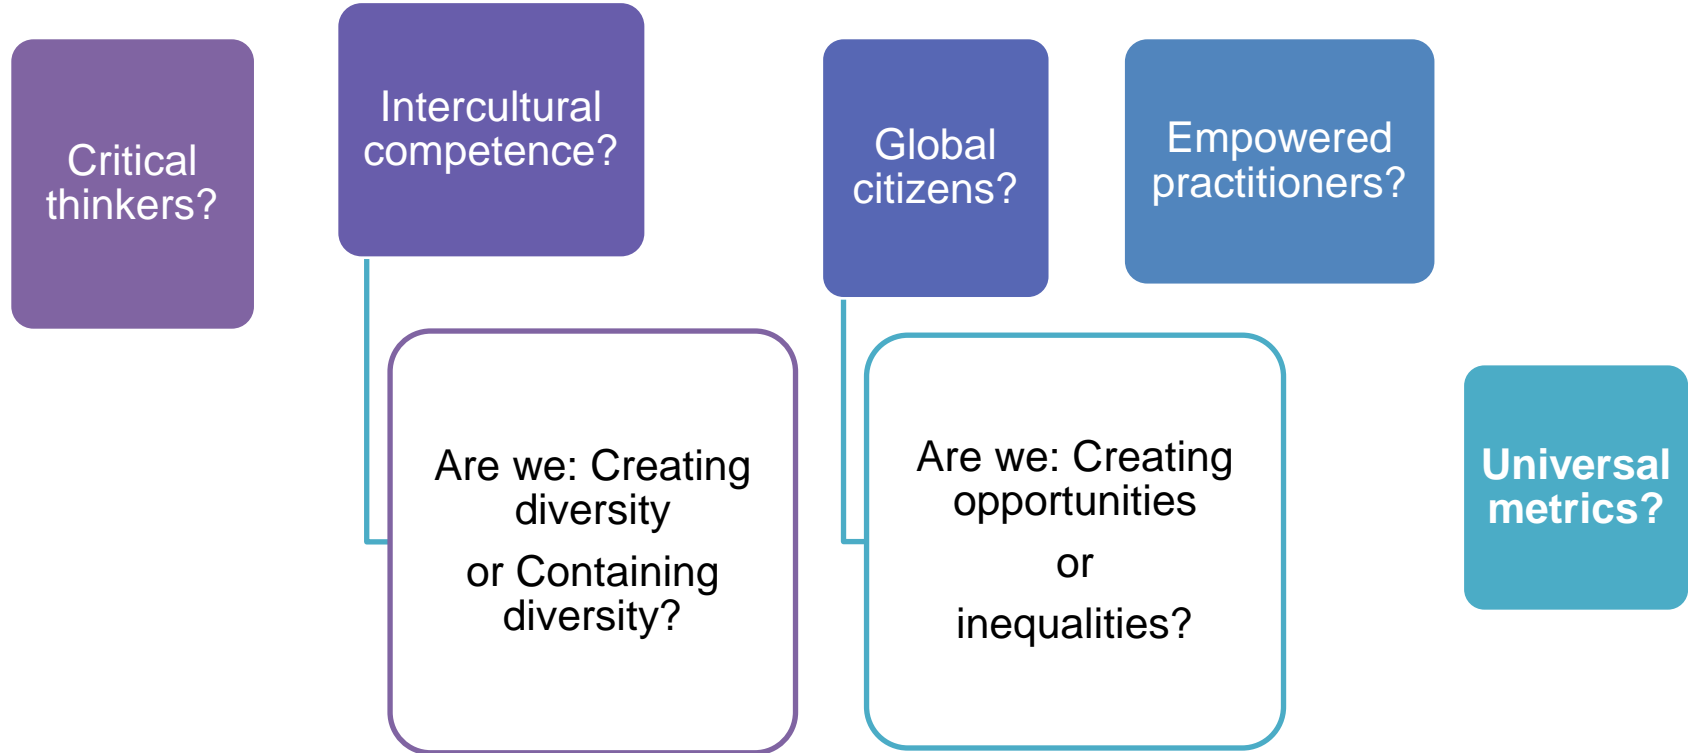 Critical
thinkers?
Intercultural
competence?
Global
citizens?
Empowered
practitioners?
Are we: Creating
diversity
or Containing
diversity?
Are we: Creating
opportunities
or
inequalities?
Universal
metrics?